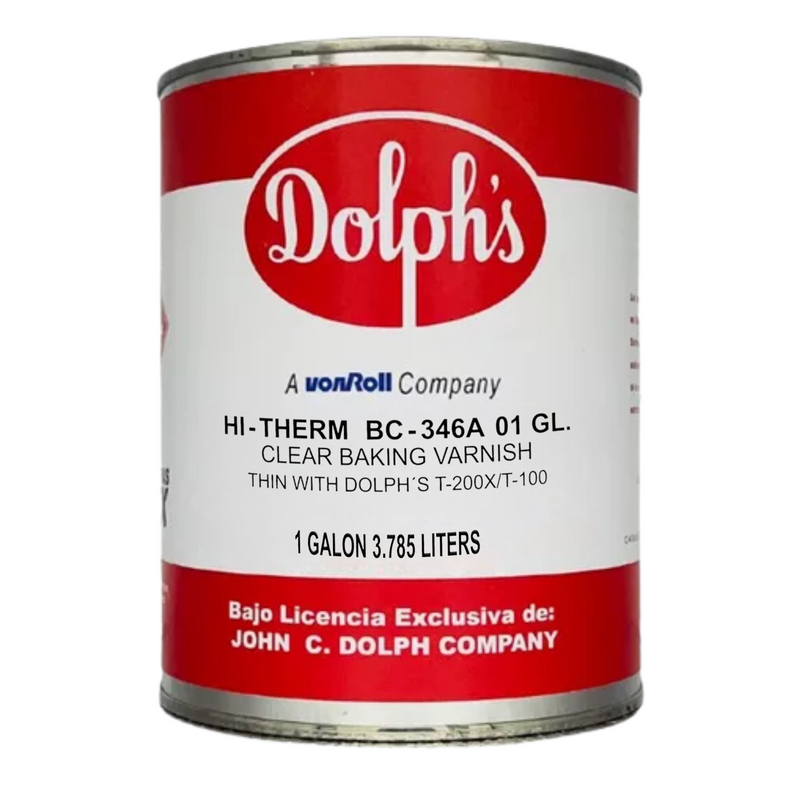 Dolph's
A vonRoll Company
HI-THERM BC-346A 01 GL.
CLEAR BAKING VARNISH
THIN WITH DOLPH´S T-200X/T-100
1 GALON 3.785 LITERS
Bajo Licencia Exclusiva de:
JOHN C. DOLPH COMPANY